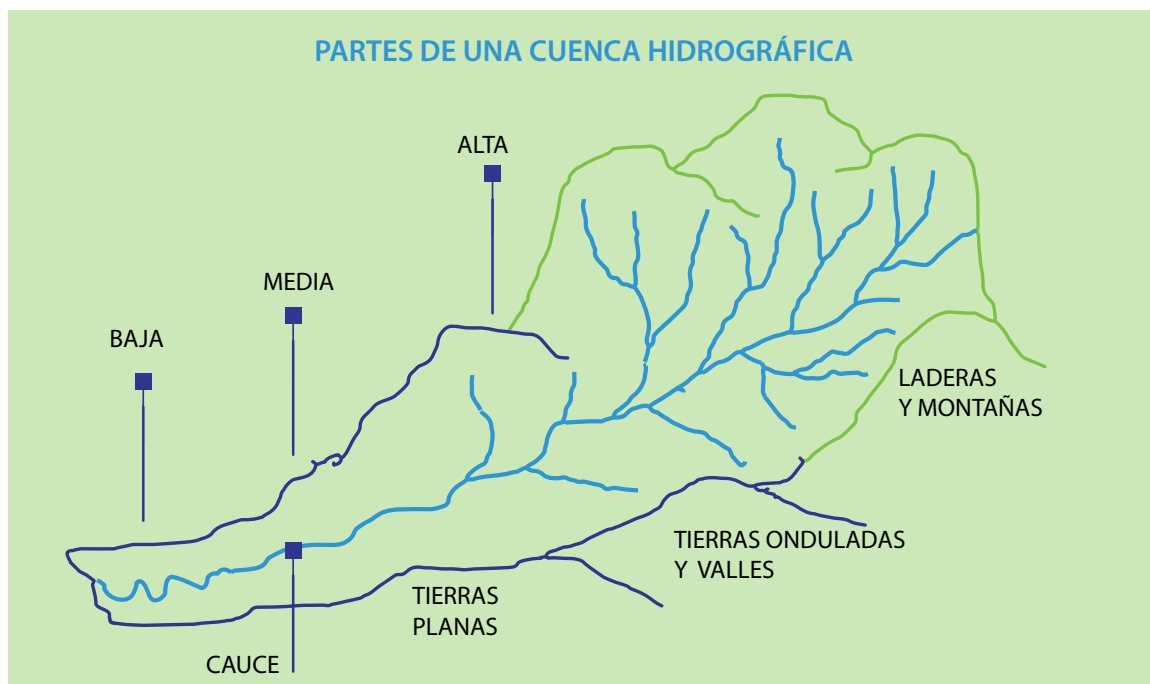 PARTES DE UNA CUENCA HIDROGRÁFICA
ALTA
MEDIA
BAJA
LADERAS
Y MONTAÑAS
TIERRAS ONDULADAS
Y VALLES
TIERRAS
PLANAS
CAUCE